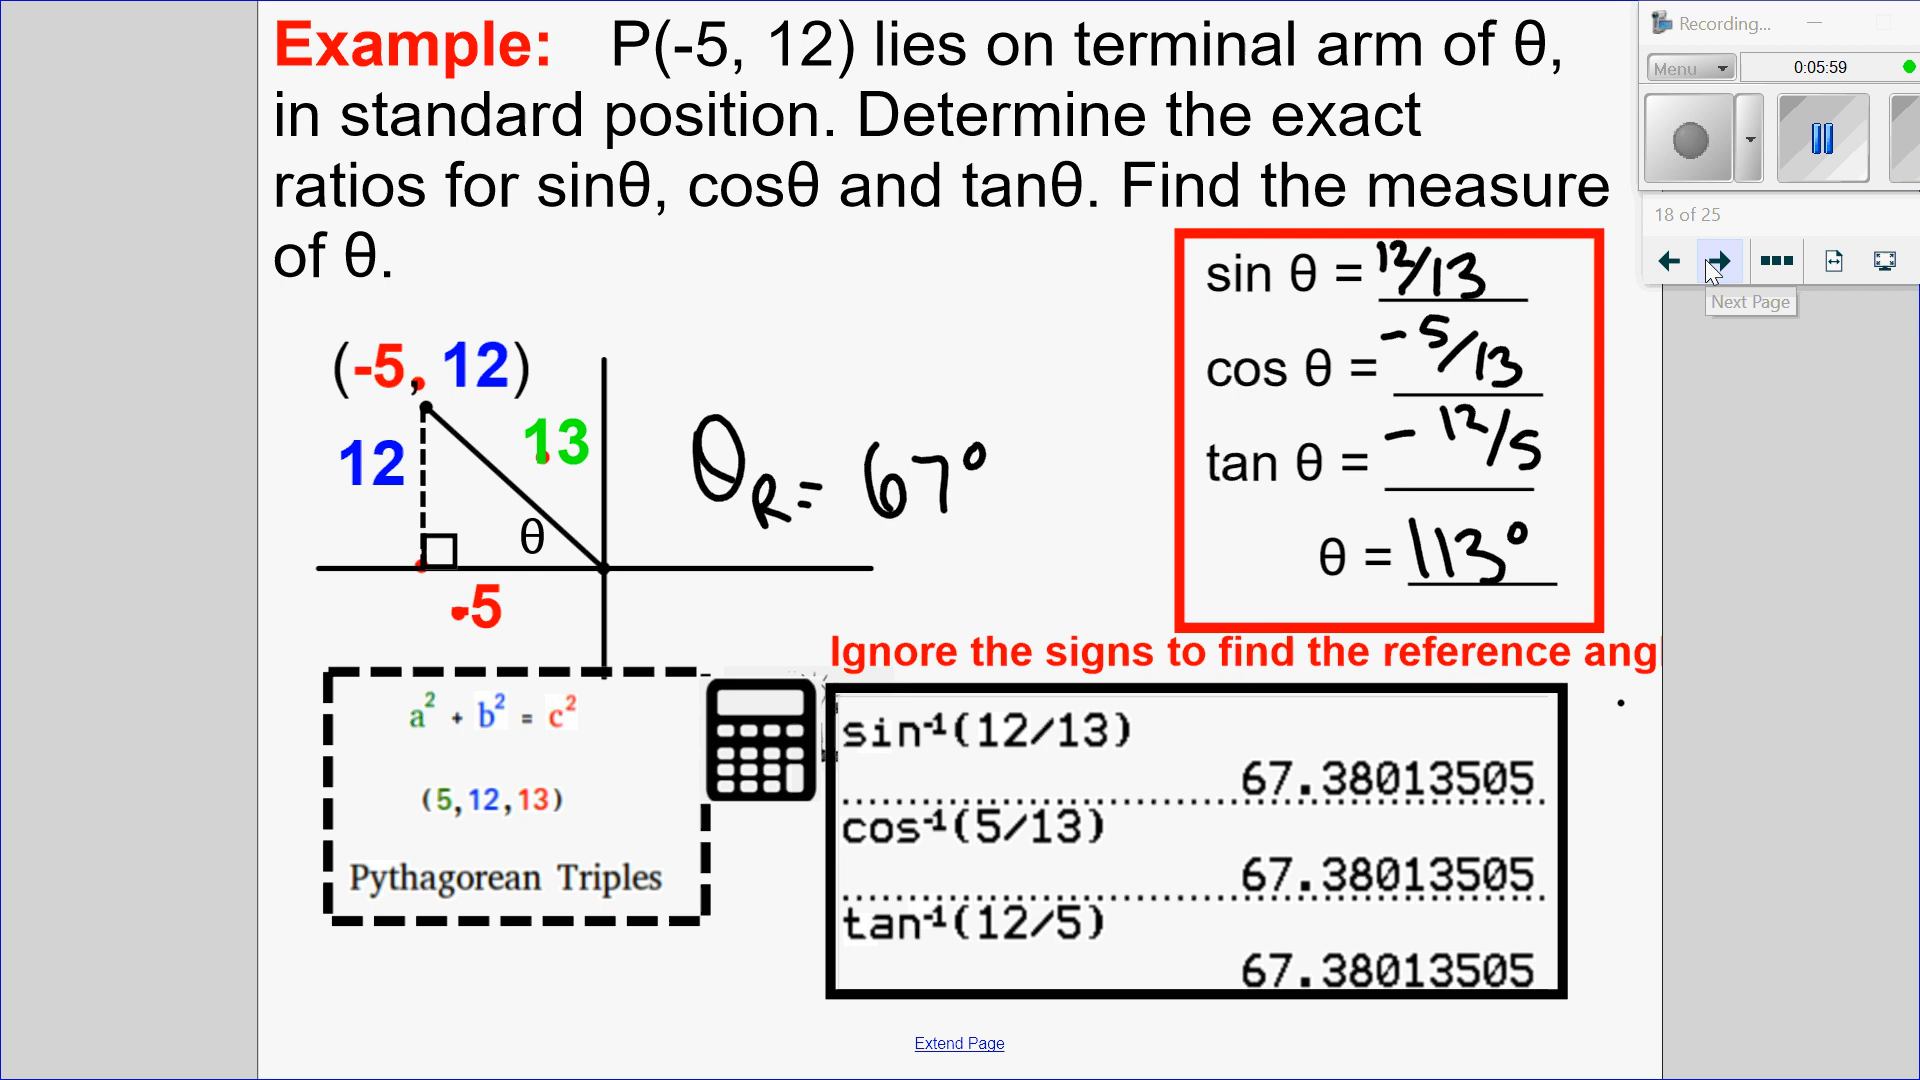 Example: P(-5, 12) lies on terminal arm of θ,
in standard position. Determine the exact
ratios for sinθ, cosθ and tanθ. Find the measure
of θ.
Recording...
Menu
0:05:59
18 of 25
Next Page
sin θ = 12/13
cos θ = -5/13
tan θ = -12/5
θ = 113°
(-5, 12)
12
13
θ
-5
θR = 67°
Ignore the signs to find the reference angl
a² + b² = c²
(5,12,13)
Pythagorean Triples
sin⁻¹(12/13)
67.38013505
cos⁻¹(5/13)
67.38013505
tan⁻¹(12/5)
67.38013505
Extend Page